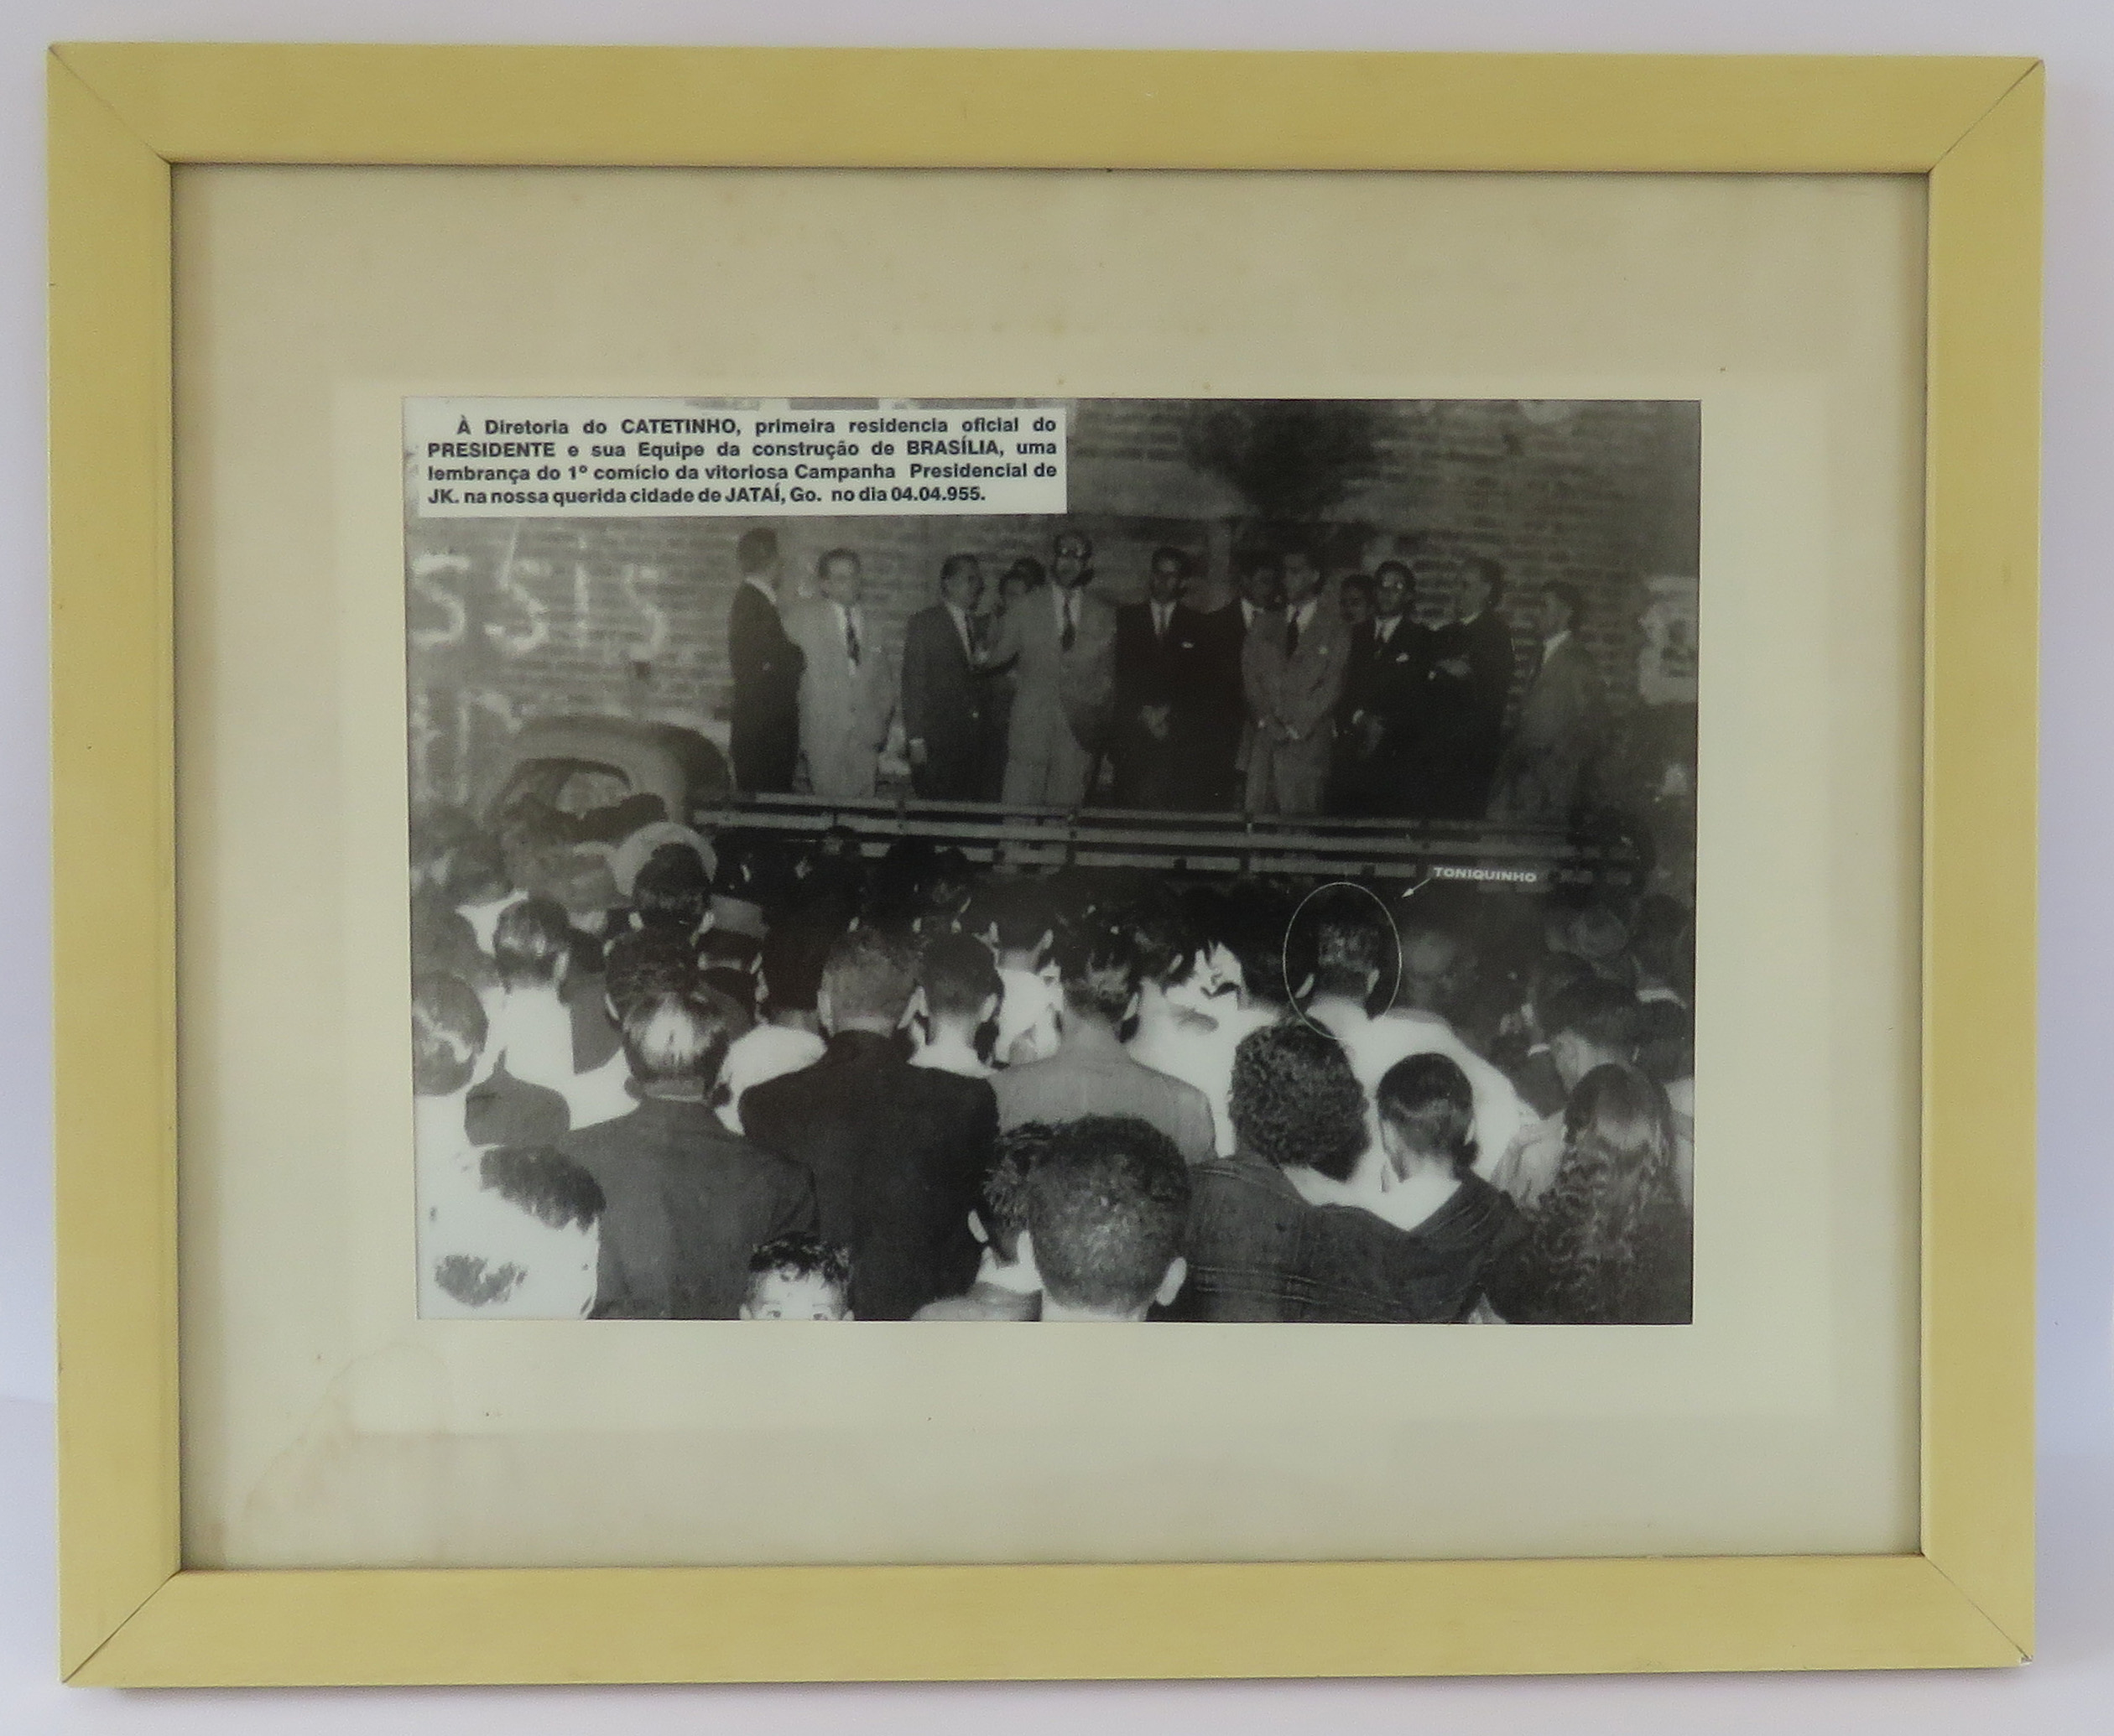 À Diretoria do CATETINHO, primeira residencia oficial do
PRESIDENTE e sua Equipe da construção de BRASÍLIA, uma
lembrança do 1º comício da vitoriosa Campanha Presidencial de
JK. na nossa querida cidade de JATAÍ, Go. no dia 04.04.955.
TONIQUINHO